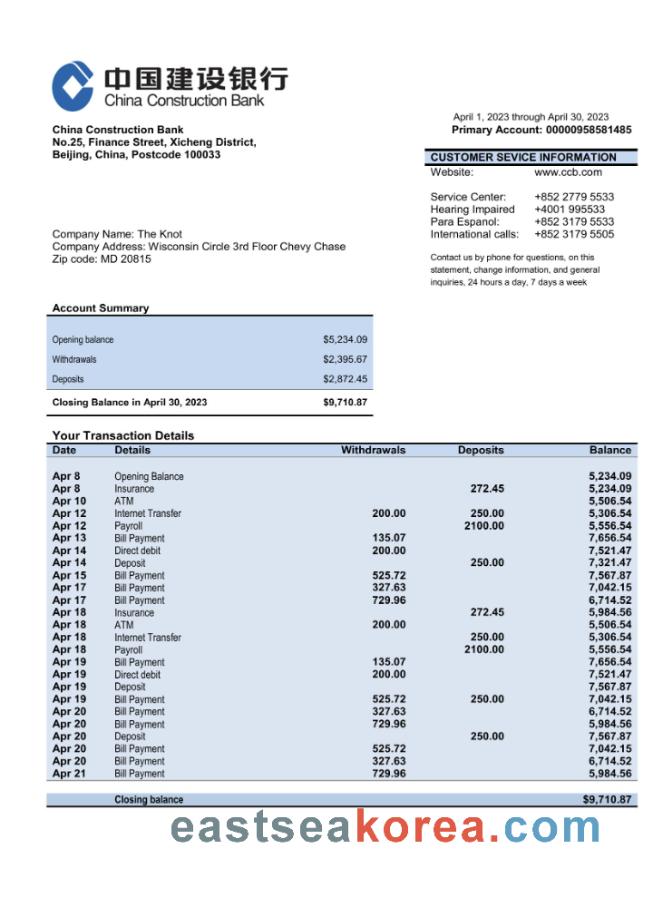 中国建设银行
China Construction Bank
April 1, 2023 through April 30, 2023
Primary Account: 00000958581485
China Construction Bank
No.25, Finance Street, Xicheng District,
Beijing, China, Postcode 100033
CUSTOMER SEVICE INFORMATION
Website: www.ccb.com
Service Center: +852 2779 5533
Hearing Impaired +4001 995533
Para Espanol: +852 3179 5533
International calls: +852 3179 5505
Contact us by phone for questions, on this
statement, change information, and general
inquiries, 24 hours a day, 7 days a week
Company Name: The Knot
Company Address: Wisconsin Circle 3rd Floor Chevy Chase
Zip code: MD 20815
Account Summary
Opening balance $5,234.09
Withdrawals $2,395.67
Deposits $2,872.45
Closing Balance in April 30, 2023 $9,710.87
Your Transaction Details
Date Details Withdrawals Deposits Balance
Apr 8 Opening Balance 5,234.09
Apr 8 Insurance 272.45 5,234.09
Apr 10 ATM 5,506.54
Apr 12 Internet Transfer 200.00 250.00 5,306.54
Apr 12 Payroll 2100.00 5,556.54
Apr 13 Bill Payment 135.07 7,656.54
Apr 14 Direct debit 200.00 7,521.47
Apr 14 Deposit 250.00 7,321.47
Apr 15 Bill Payment 525.72 7,567.87
Apr 17 Bill Payment 327.63 7,042.15
Apr 17 Bill Payment 729.96 6,714.52
Apr 18 Insurance 272.45 5,984.56
Apr 18 ATM 200.00 5,506.54
Apr 18 Internet Transfer 250.00 5,306.54
Apr 18 Payroll 2100.00 5,556.54
Apr 19 Bill Payment 135.07 7,656.54
Apr 19 Direct debit 200.00 7,521.47
Apr 19 Deposit 7,567.87
Apr 19 Bill Payment 525.72 250.00 7,042.15
Apr 20 Bill Payment 327.63 6,714.52
Apr 20 Bill Payment 729.96 5,984.56
Apr 20 Deposit 250.00 7,567.87
Apr 20 Bill Payment 525.72 7,042.15
Apr 20 Bill Payment 327.63 6,714.52
Apr 21 Bill Payment 729.96 5,984.56
Closing balance $9,710.87
eastseakorea.com